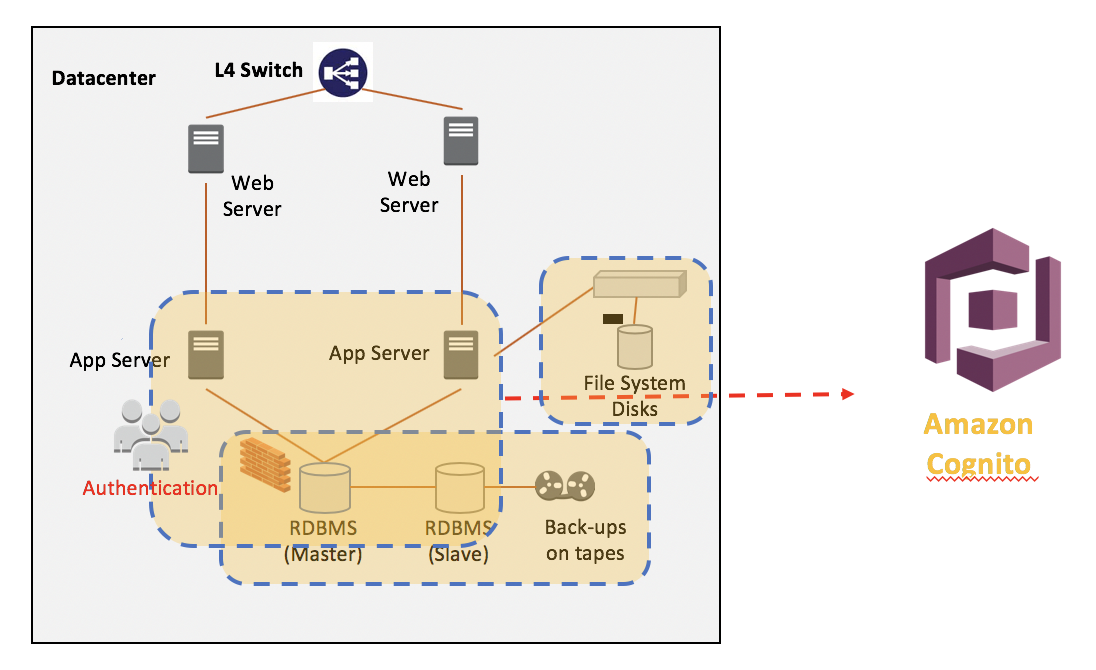 Datacenter
L4 Switch
Web
Server
Web
Server
App Server
App Server
File System
Disks
Authentication
RDBMS
(Master)
RDBMS
(Slave)
Back-ups
on tapes
Amazon
Cognito